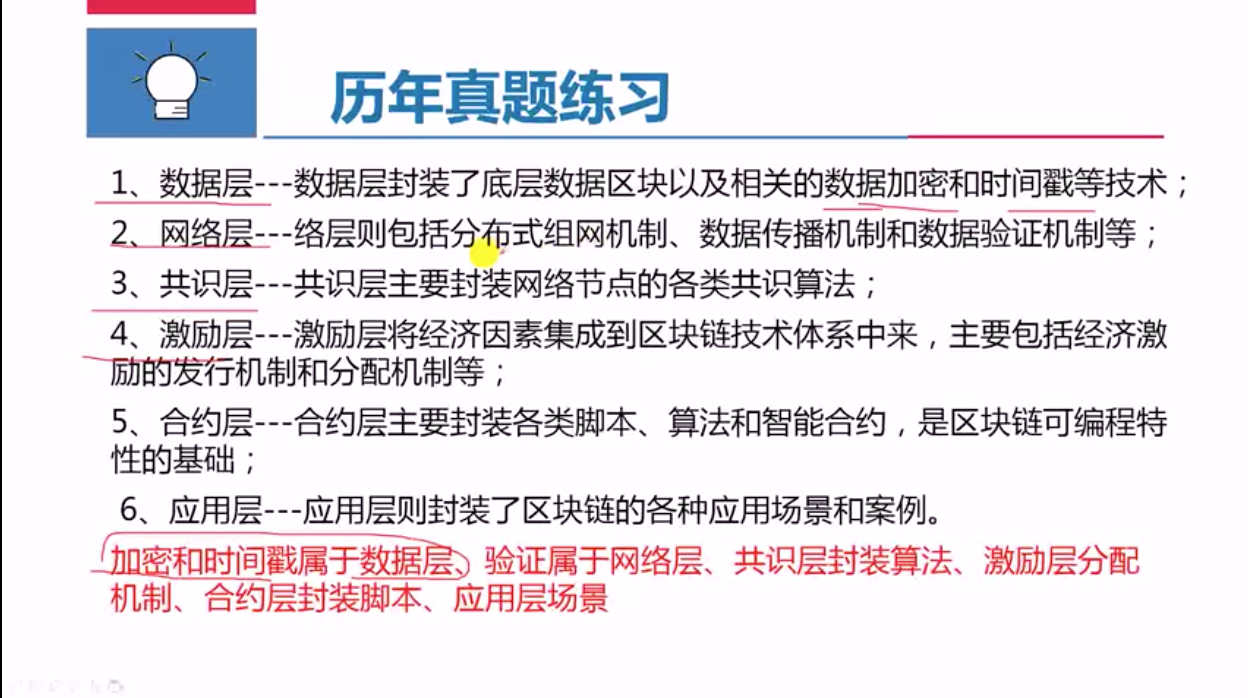 历年真题练习
1、数据层---数据层封装了底层数据区块以及相关的数据加密和时间戳等技术；
2、网络层---络层则包括分布式组网机制、数据传播机制和数据验证机制等；
3、共识层---共识层主要封装网络节点的各类共识算法；
4、激励层---激励层将经济因素集成到区块链技术体系中来，主要包括经济激
励的发行机制和分配机制等；
5、合约层---合约层主要封装各类脚本、算法和智能合约，是区块链可编程特
性的基础；
6、应用层---应用层则封装了区块链的各种应用场景和案例。
加密和时间戳属于数据层、验证属于网络层、共识层封装算法、激励层分配
机制、合约层封装脚本、应用层场景